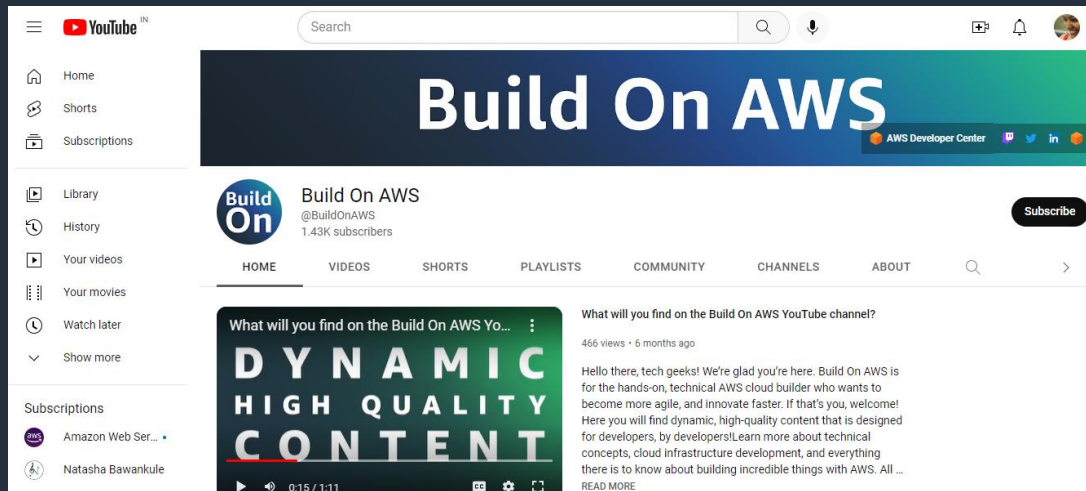 YouTube IN
Search
Home
Shorts
Subscriptions
Library
History
Your videos
Your movies
Watch later
Show more
Subscriptions
aws
Amazon Web Ser...
Natasha Bawankule
Build On AWS
AWS Developer Center
in
Build
On
Build On AWS
@BuildOnAWS
1.43K subscribers
Subscribe
HOME
VIDEOS
SHORTS
PLAYLISTS
COMMUNITY
CHANNELS
ABOUT
What will you find on the Build On AWS Yo...
DYNAMIC
HIGH QUALITY
CONTENT
0:15 / 1:11
CC
What will you find on the Build On AWS YouTube channel?
466 views • 6 months ago
Hello there, tech geeks! We're glad you're here. Build On AWS is
for the hands-on, technical AWS cloud builder who wants to
become more agile, and innovate faster. If that's you, welcome!
Here you will find dynamic, high-quality content that is designed
for developers, by developers!Learn more about technical
concepts, cloud infrastructure development, and everything
there is to know about building incredible things with AWS. All ...
READ MORE